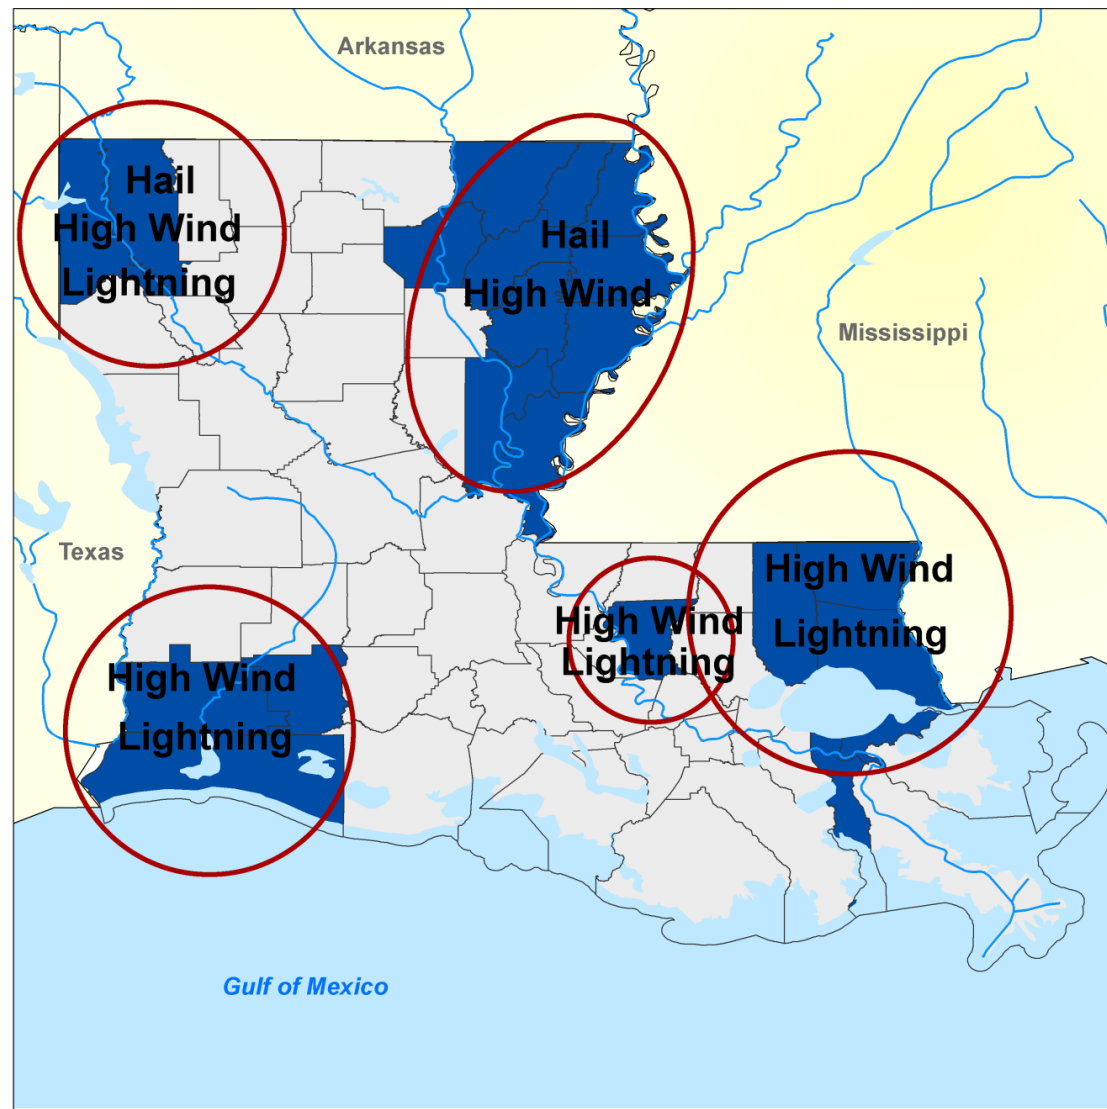 Arkansas
Hail
High Wind
Lightning
Hail
High Wind
Mississippi
Texas
High Wind
Lightning
High Wind
Lightning
High Wind
Lightning
Gulf of Mexico